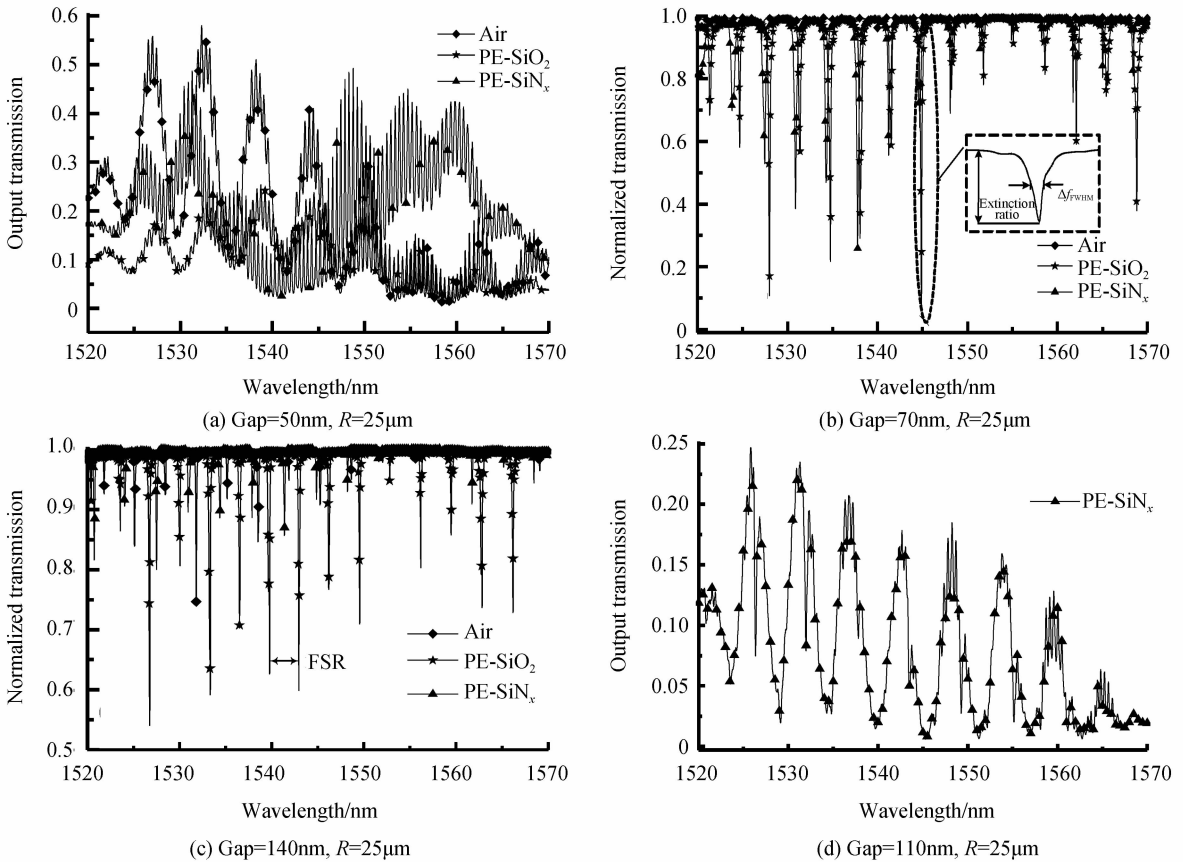 0.6
0.5
0.4
0.3
0.2
0.1
0
Output transmission
Air
PE-SiO2
PE-SiNx
1520 1530 1540 1550 1560 1570
Wavelength/nm
(a) Gap=50nm, R=25μm
1.0
0.8
0.6
0.4
0.2
0
Normalized transmission
Extinction
ratio
ΔfFWHM
Air
PE-SiO2
PE-SiNx
1520 1530 1540 1550 1560 1570
Wavelength/nm
(b) Gap=70nm, R=25μm
1.0
0.9
0.8
0.7
0.6
0.5
Normalized transmission
FSR
Air
PE-SiO2
PE-SiNx
1520 1530 1540 1550 1560 1570
Wavelength/nm
(c) Gap=140nm, R=25μm
0.25
0.20
0.15
0.10
0.05
0
Output transmission
PE-SiNx
1520 1530 1540 1550 1560 1570
Wavelength/nm
(d) Gap=110nm, R=25μm